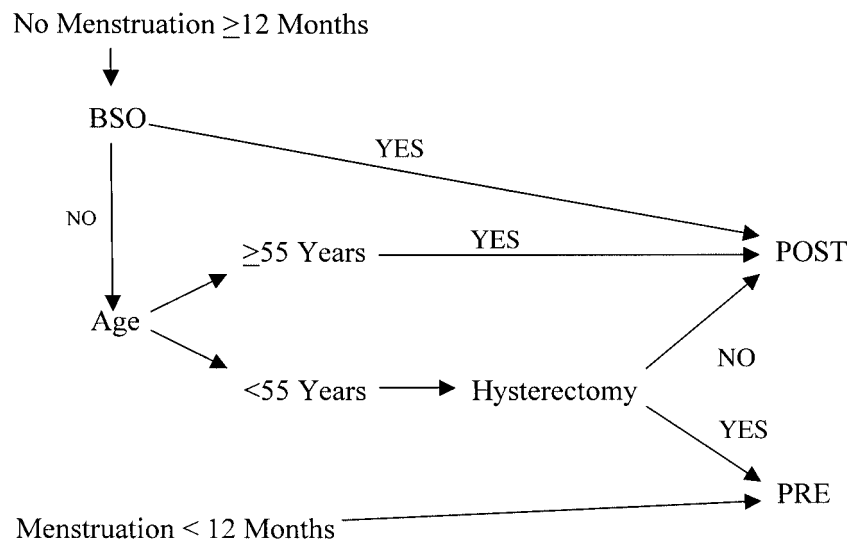 No Menstruation ≥12 Months
BSO
YES
NO
≥55 Years
YES
POST
Age
NO
<55 Years
Hysterectomy
YES
PRE
Menstruation < 12 Months